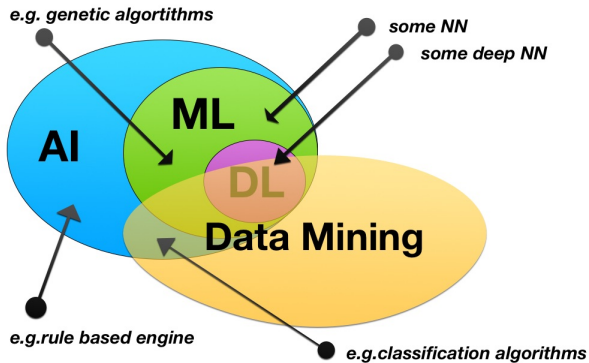 e.g. genetic algortithms
some NN
some deep NN
ML
AI
DL
Data Mining
e.g.rule based engine
e.g.classification algorithms